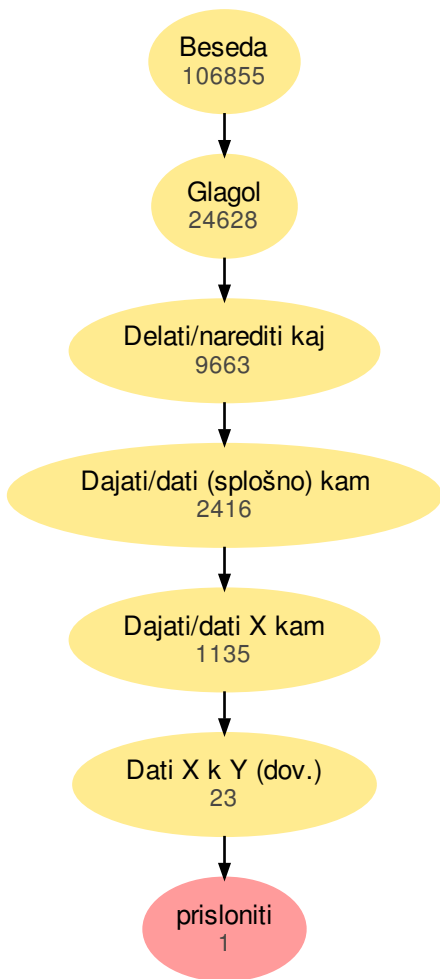 Beseda
106855
Glagol
24628
Delati/narediti kaj
9663
Dajati/dati (splošno) kam
2416
Dajati/dati X kam
1135
Dati X k Y (dov.)
23
prisloniti
1